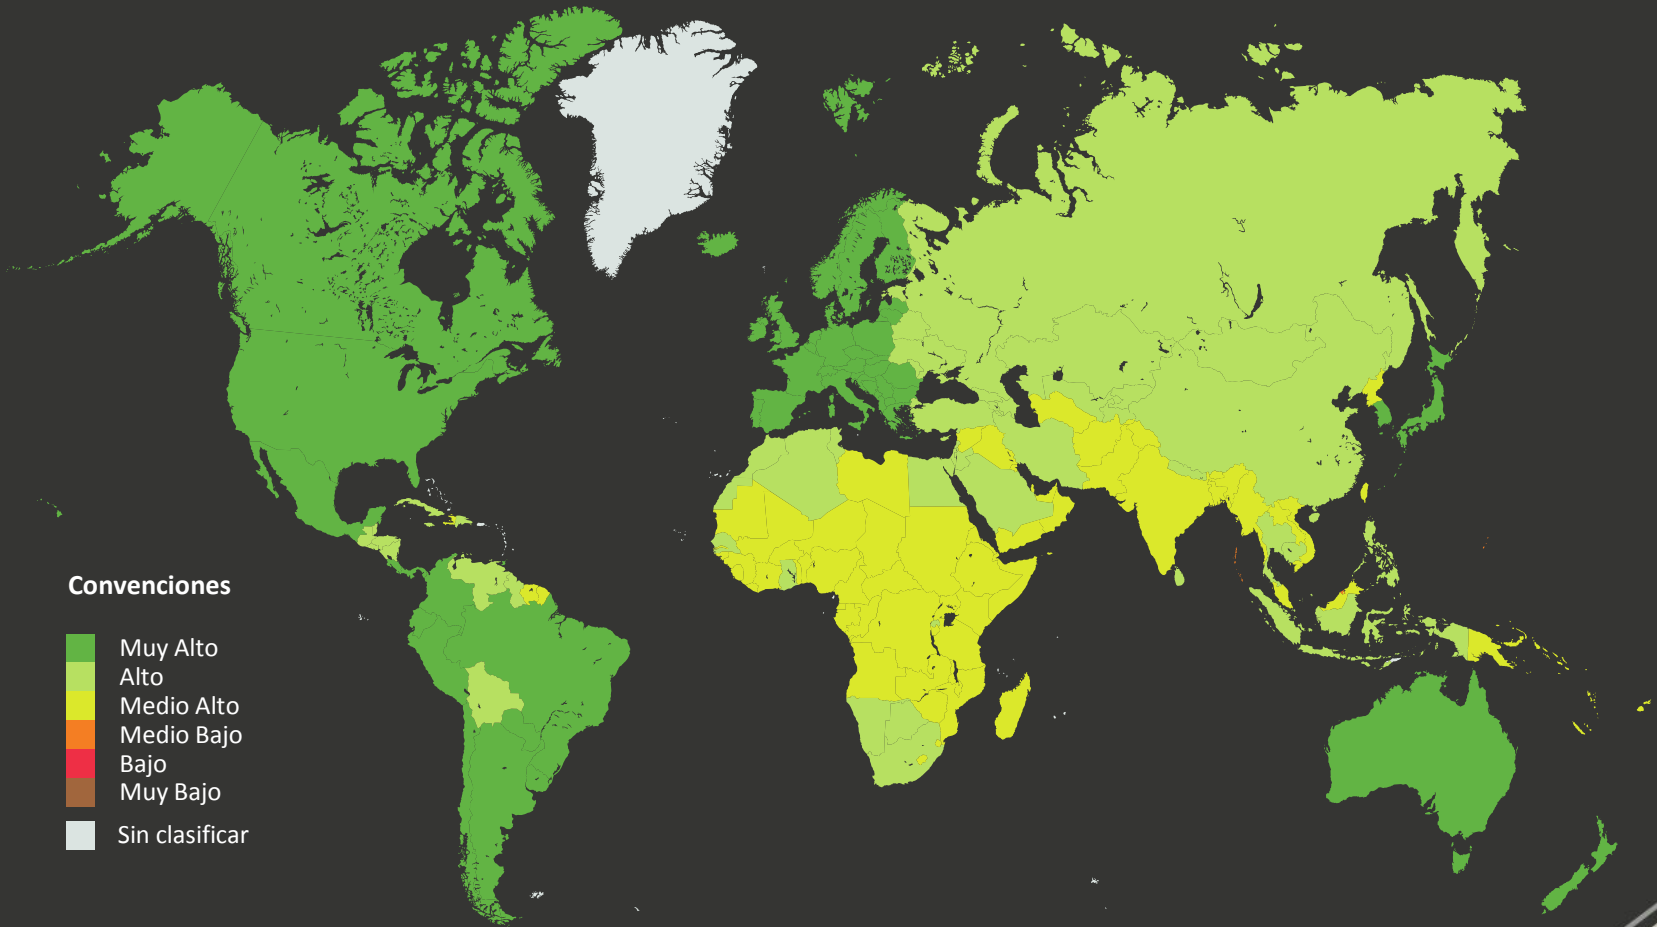 Convenciones
Muy Alto
Alto
Medio Alto
Medio Bajo
Bajo
Muy Bajo
Sin clasificar